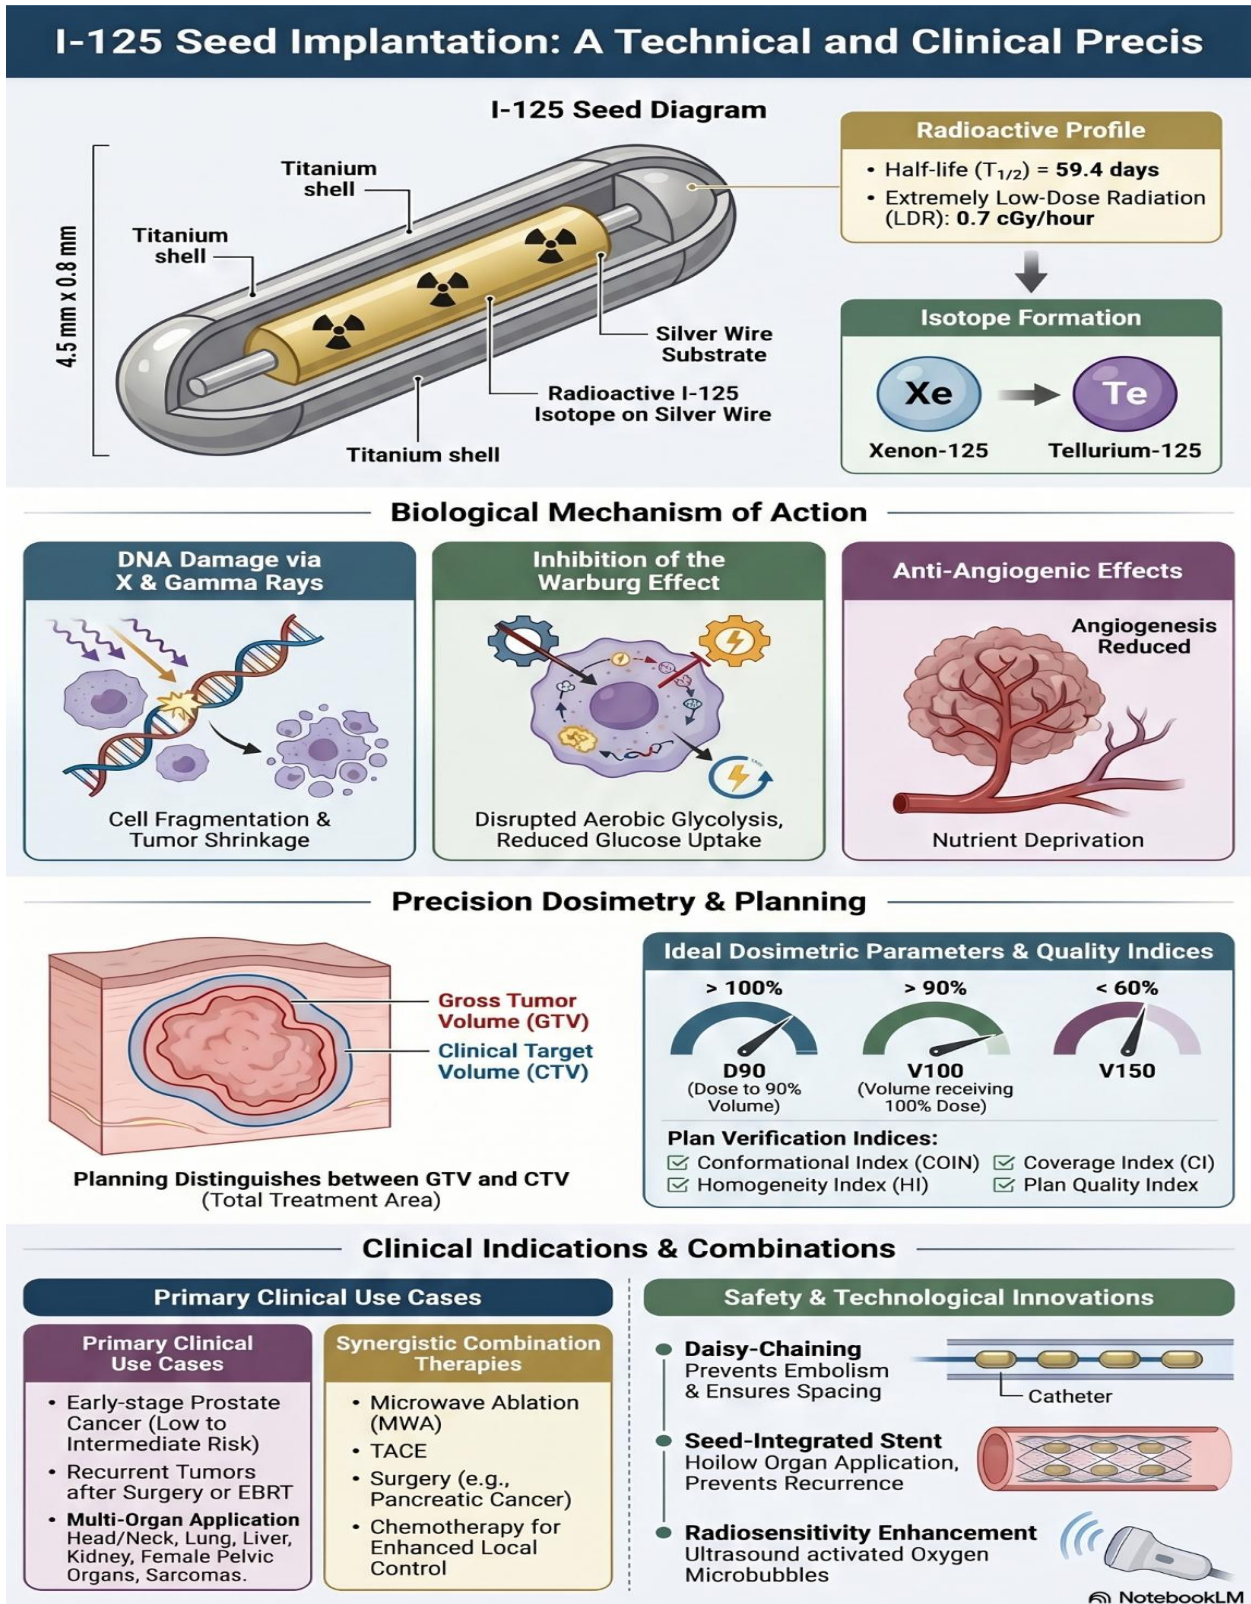 I-125 Seed Implantation: A Technical and Clinical Precis
I-125 Seed Diagram
4.5 mm x 0.8 mm
Titanium
shell
Titanium
shell
Silver Wire
Substrate
Radioactive I-125
Isotope on Silver Wire
Titanium shell
Radioactive Profile
• Half-life (T1/2) = 59.4 days
• Extremely Low-Dose Radiation
(LDR): 0.7 cGy/hour
Isotope Formation
Xe
Te
Xenon-125
Tellurium-125
Biological Mechanism of Action
DNA Damage via
X & Gamma Rays
Cell Fragmentation &
Tumor Shrinkage
Inhibition of the
Warburg Effect
Disrupted Aerobic Glycolysis,
Reduced Glucose Uptake
Anti-Angiogenic Effects
Angiogenesis
Reduced
Nutrient Deprivation
Precision Dosimetry & Planning
Gross Tumor
Volume (GTV)
Clinical Target
Volume (CTV)
Planning Distinguishes between GTV and CTV
(Total Treatment Area)
Ideal Dosimetric Parameters & Quality Indices
> 100%
> 90%
< 60%
D90
(Dose to 90%
Volume)
V100
(Volume receiving
100% Dose)
V150
Plan Verification Indices:
Conformational Index (COIN)
Coverage Index (CI)
Homogeneity Index (HI)
Plan Quality Index
Clinical Indications & Combinations
Primary Clinical Use Cases
Primary Clinical
Use Cases
• Early-stage Prostate
Cancer (Low to
Intermediate Risk)
• Recurrent Tumors
after Surgery or EBRT
• Multi-Organ Application
Head/Neck, Lung, Liver,
Kidney, Female Pelvic
Organs, Sarcomas.
Synergistic Combination
Therapies
• Microwave Ablation
(MWA)
• TACE
• Surgery (e.g.,
Pancreatic Cancer)
• Chemotherapy for
Enhanced Local
Control
Safety & Technological Innovations
Daisy-Chaining
Prevents Embolism
& Ensures Spacing
Catheter
Seed-Integrated Stent
Hoilow Organ Application,
Prevents Recurrence
Radiosensitivity Enhancement
Ultrasound activated Oxygen
Microbubbles
NotebookLM